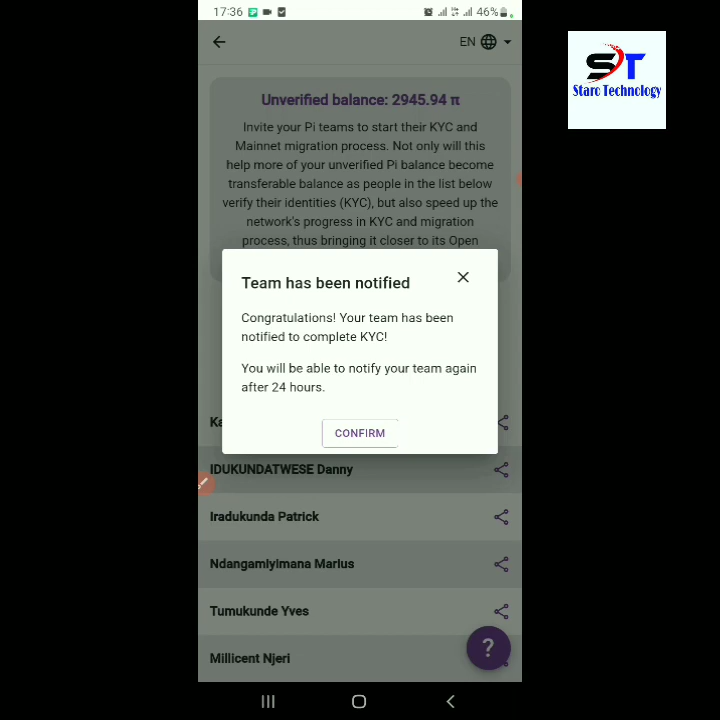 17:36
46%
EN
ST
Starc Technology
Unverified balance: 2945.94 π
Invite your Pi teams to start their KYC and
Mainnet migration process. Not only will this
help more of your unverified Pi balance become
transferable balance as people in the list below
verify their identities (KYC), but also speed up the
network's progress in KYC and migration
process, thus bringing it closer to its Open
Team has been notified
Congratulations! Your team has been
notified to complete KYC!
You will be able to notify your team again
after 24 hours.
CONFIRM
Ka
IDUKUNDATWESE Danny
Iradukunda Patrick
Ndangamiyimana Marius
Tumukunde Yves
Millicent Njeri
?